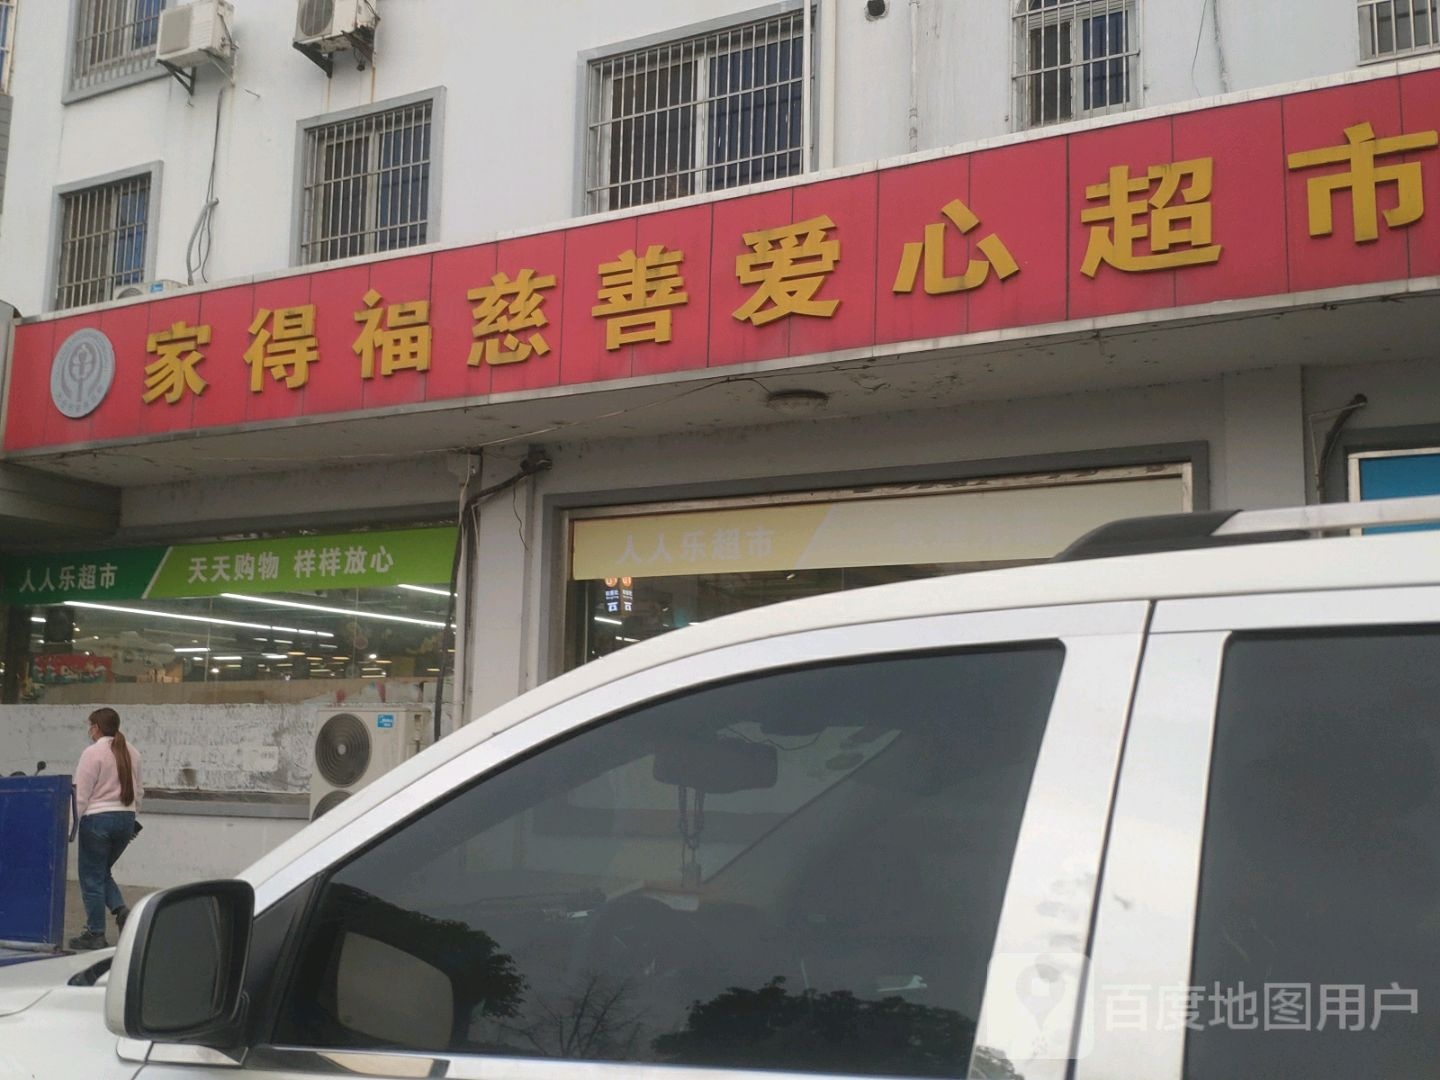 家得福慈善爱心超市
人人乐超市 天天购物 样样放心
人人乐超市
Midea
百度地图用户